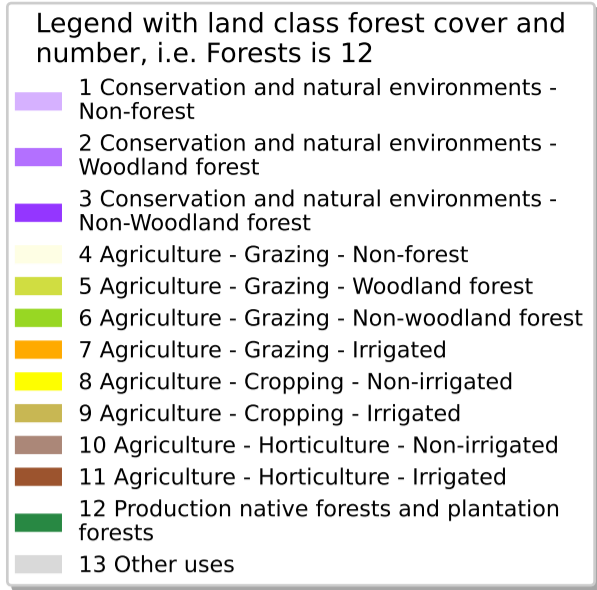 Legend with land class forest cover and
number, i.e. Forests is 12
1 Conservation and natural environments -
Non-forest
2 Conservation and natural environments -
Woodland forest
3 Conservation and natural environments -
Non-Woodland forest
4 Agriculture - Grazing - Non-forest
5 Agriculture - Grazing - Woodland forest
6 Agriculture - Grazing - Non-woodland forest
7 Agriculture - Grazing - Irrigated
8 Agriculture - Cropping - Non-irrigated
9 Agriculture - Cropping - Irrigated
10 Agriculture - Horticulture - Non-irrigated
11 Agriculture - Horticulture - Irrigated
12 Production native forests and plantation
forests
13 Other uses